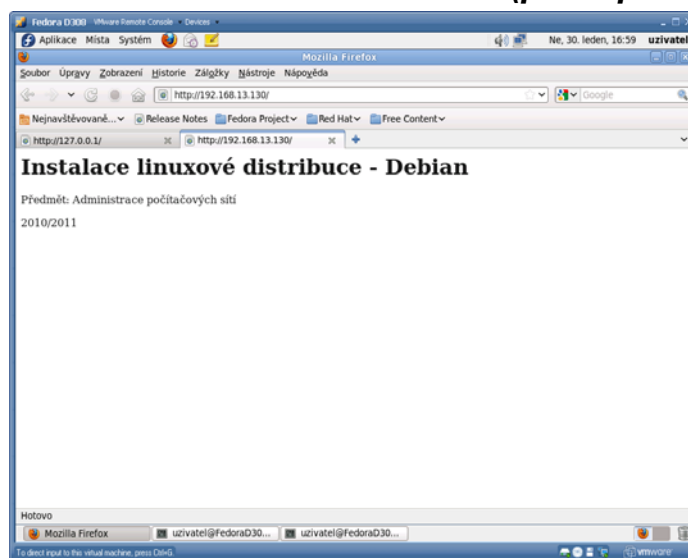 Fedora D308 VMware Remote Console Devices
Aplikace Místa Systém Ne, 30. leden, 16:59 uzivatel
Mozilla Firefox
Soubor Úpravy Zobrazení Historie Záložky Nástroje Nápověda
http://192.168.13.130/ Google
Nejnavštěvovaně... Release Notes Fedora Project Red Hat Free Content
http://127.0.0.1/ http://192.168.13.130/
Instalace linuxové distribuce - Debian
Předmět: Administrace počítačových sítí
2010/2011
Hotovo
Mozilla Firefox uzivatel@FedoraD30... uzivatel@FedoraD30...
To direct input to this virtual machine, press Ctrl+G. vmware